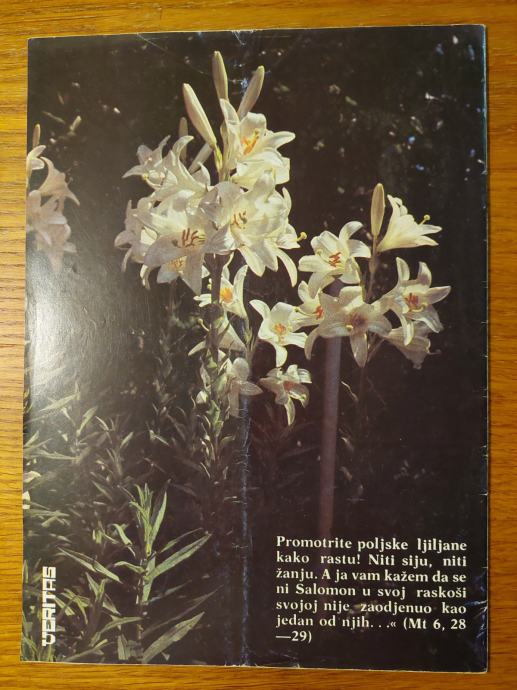 Promotrite poljske ljiljane
kako rastu! Niti siju, niti
žanju. A ja vam kažem da se
ni Salomon u svoj raskoši
svojoj nije zaodjenuo kao
jedan od njih. . .« (Mt 6, 28
—29)
VERITAS